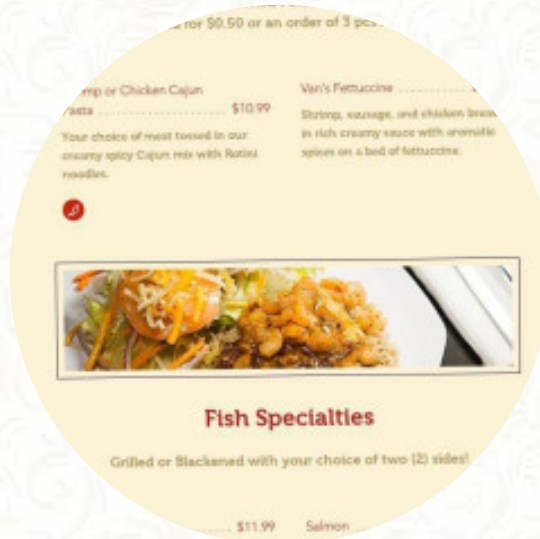 for $0.50 or an order of 3 pcs
or Chicken Cajun
Pasta $10.99
Your choice of meat tossed in our
creamy spicy Cajun mix with Rotini
noodles.
Van's Fettuccine
Shrimp, sausage, and chicken breast
in rich creamy sauce with aromatic
spices on a bed of fettuccine.
Fish Specialties
Grilled or Blackened with your choice of two (2) sides!
$11.99
Salmon